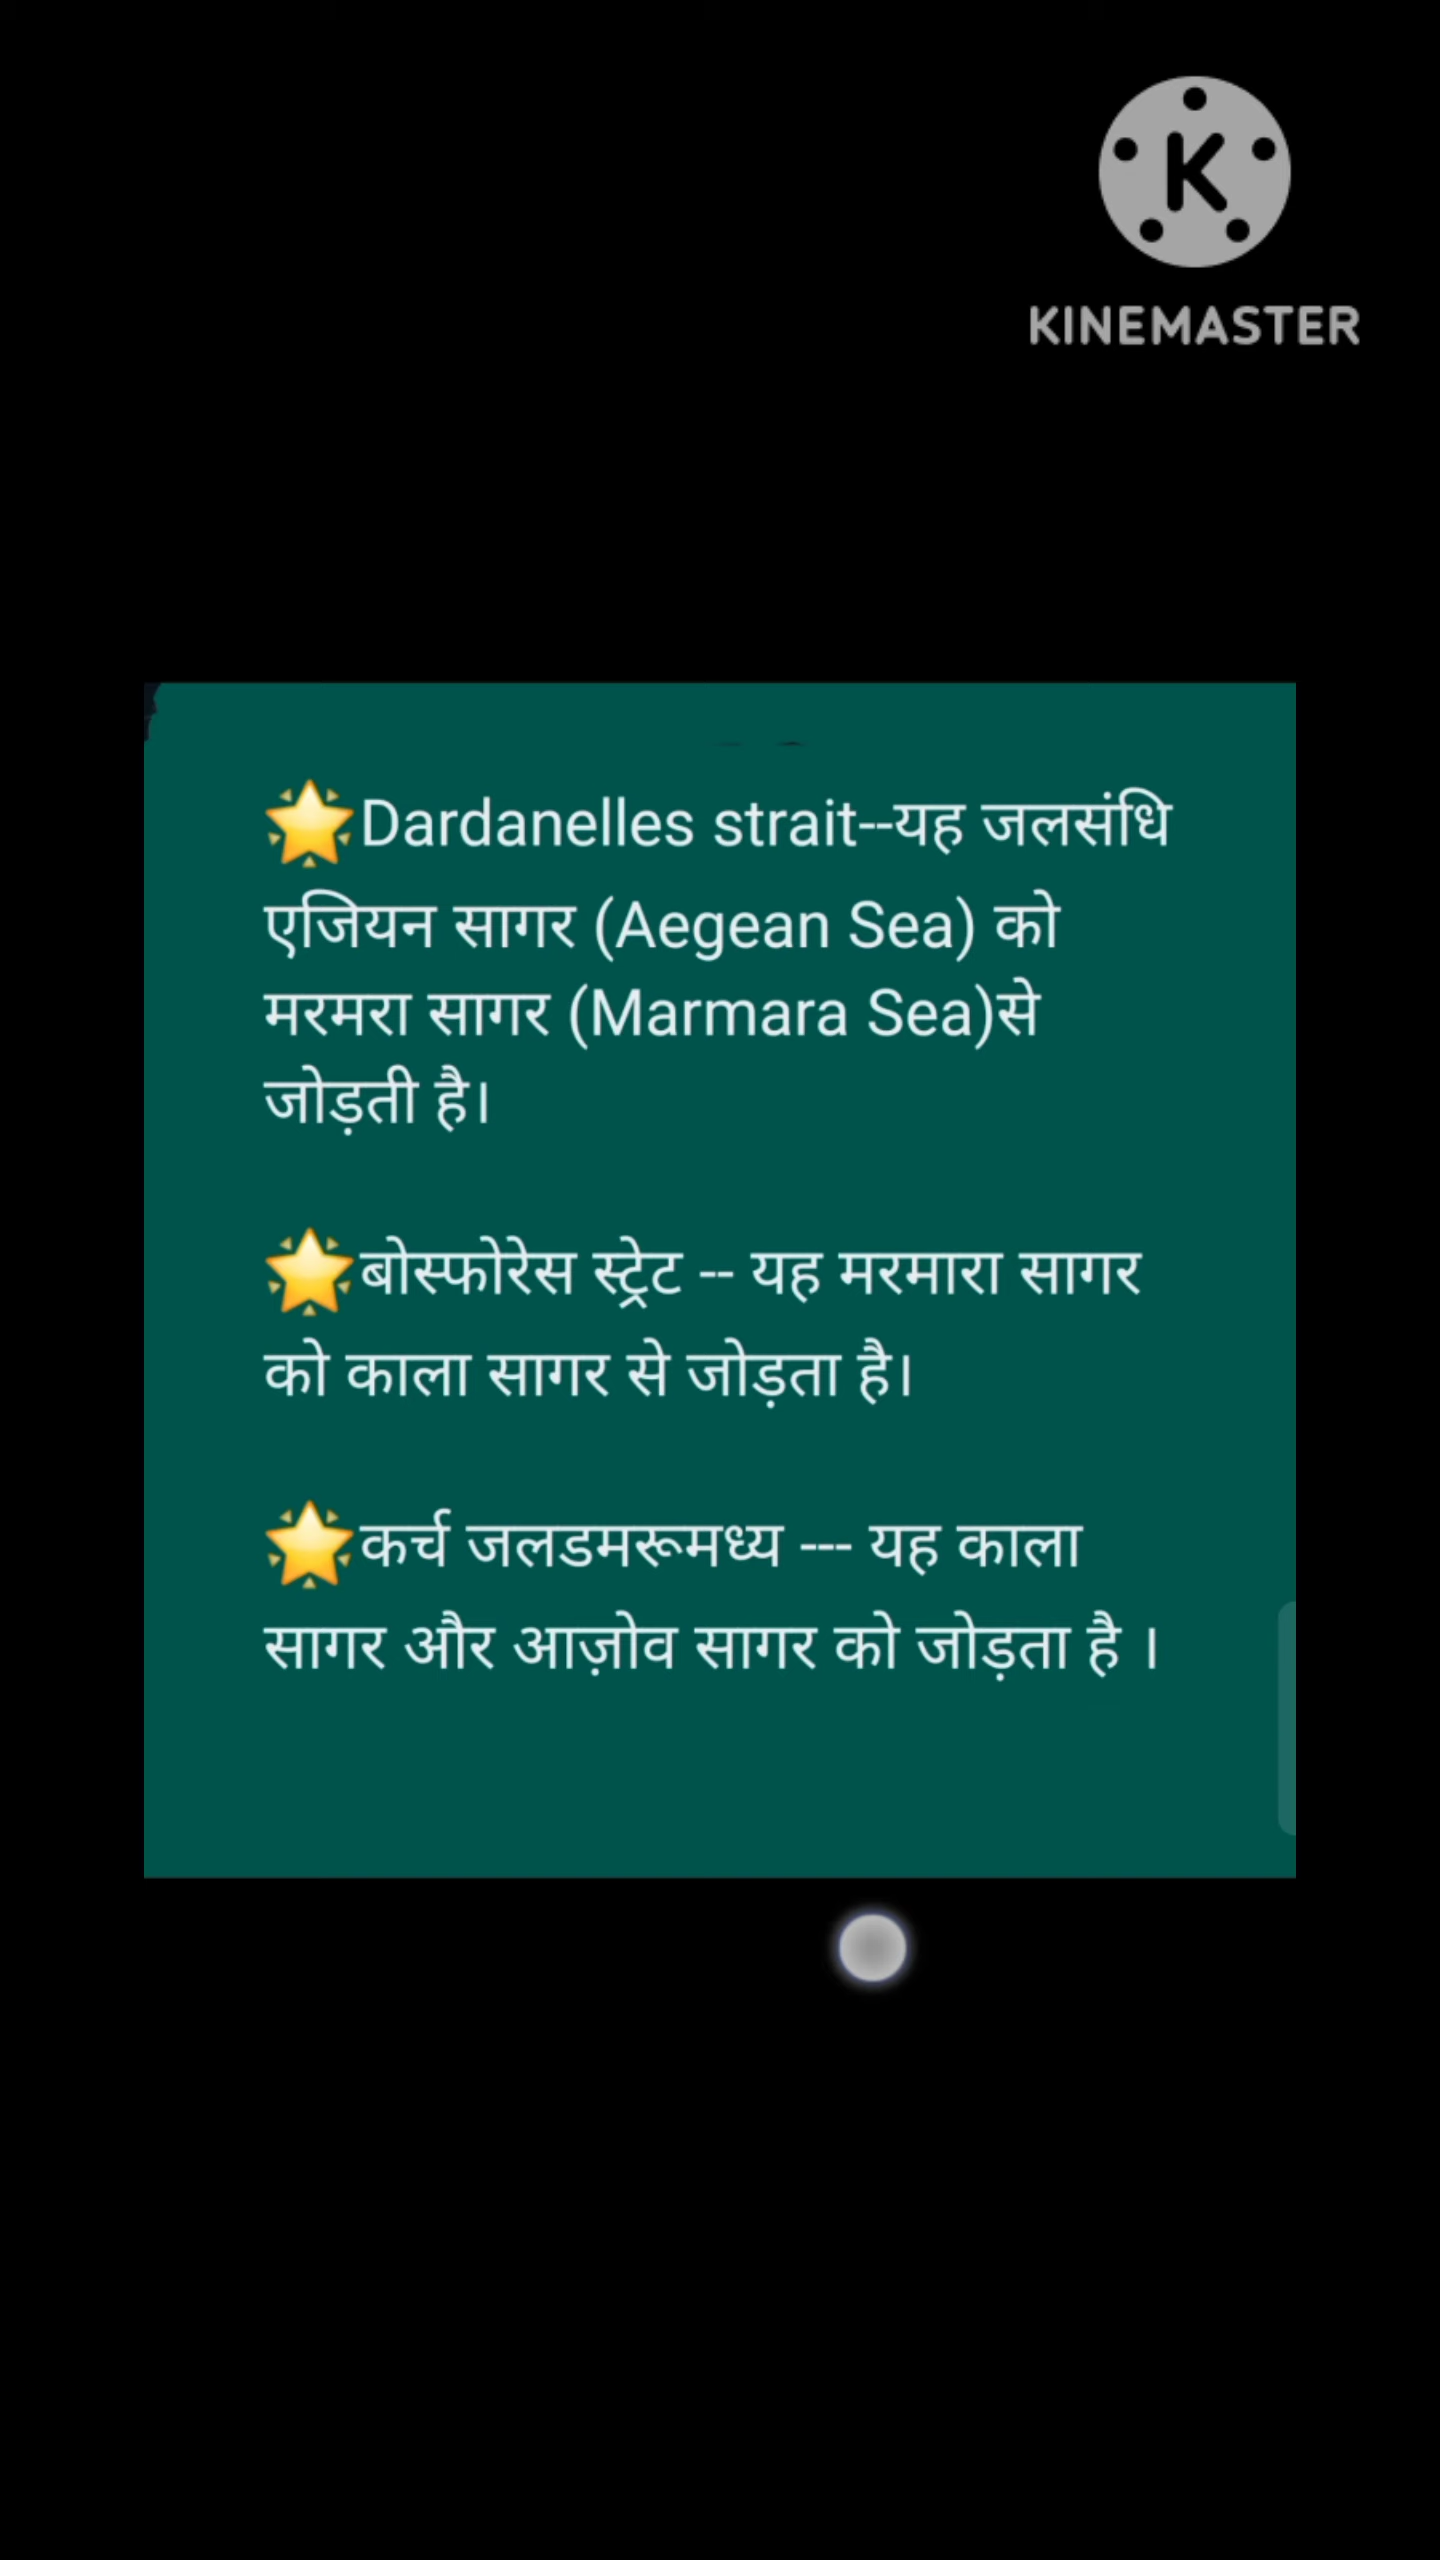 K
KINEMASTER
🌟Dardanelles strait--यह जलसंधि
एजियन सागर (Aegean Sea) को
मरमरा सागर (Marmara Sea)से
जोड़ती है।
🌟बोस्फोरेस स्ट्रेट -- यह मरमारा सागर
को काला सागर से जोड़ता है।
🌟कर्च जलडमरूमध्य --- यह काला
सागर और आज़ोव सागर को जोड़ता है ।